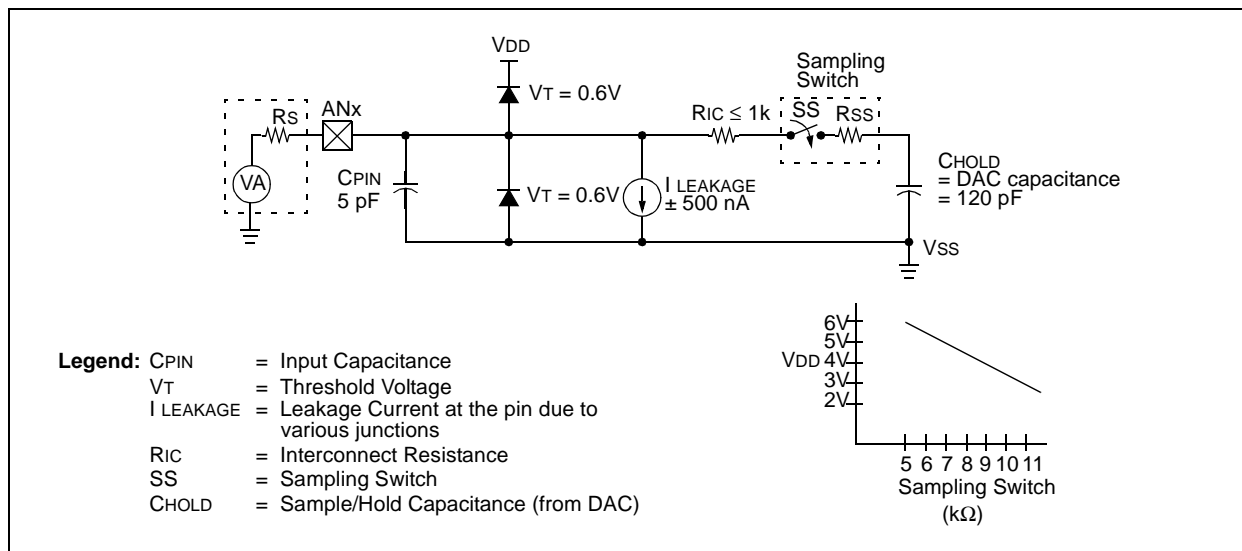 VDD
Sampling
Switch
VT = 0.6V
RS
ANx
RIC ≤ 1k
SS
RSS
VA
CPIN
5 pF
VT = 0.6V
I LEAKAGE
± 500 nA
CHOLD
= DAC capacitance
= 120 pF
VSS
Legend: CPIN = Input Capacitance
VT = Threshold Voltage
I LEAKAGE = Leakage Current at the pin due to
various junctions
RIC = Interconnect Resistance
SS = Sampling Switch
CHOLD = Sample/Hold Capacitance (from DAC)
6V
5V
VDD 4V
3V
2V
5 6 7 8 9 10 11
Sampling Switch
(kΩ)